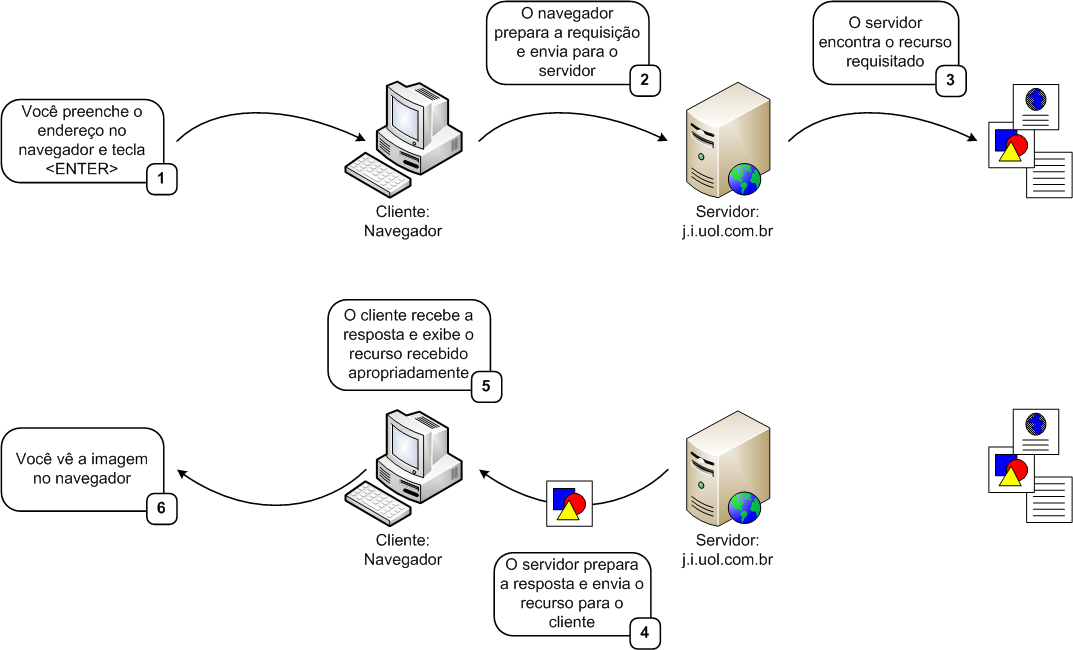 Você preenche o
endereço no
navegador e tecla
<ENTER>
1
Cliente:
Navegador
O navegador
prepara a requisição
e envia para o
servidor
2
Servidor:
j.i.uol.com.br
O servidor
encontra o recurso
requisitado
3
O servidor prepara
a resposta e envia o
recurso para o
cliente
4
Servidor:
j.i.uol.com.br
O cliente recebe a
resposta e exibe o
recurso recebido
apropriadamente
5
Cliente:
Navegador
Você vê a imagem
no navegador
6